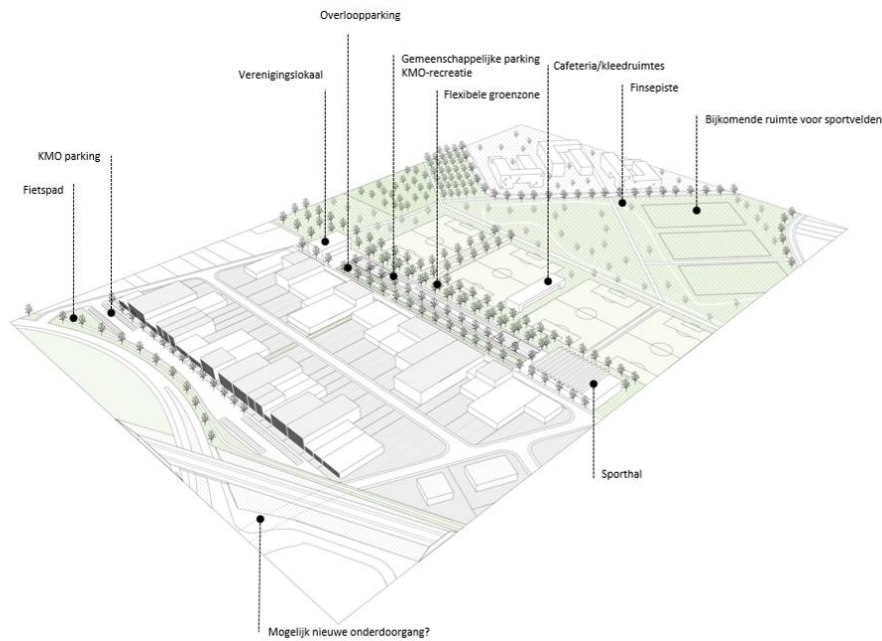 Overloopparking
Gemeenschappelijke parking
KMO-recreatie
Cafeteria/kleedruimtes
Verenigingslokaal
Flexibele groenzone
Finsepiste
Bijkomende ruimte voor sportvelden
KMO parking
Fietspad
Sporthal
Mogelijk nieuwe onderdoorgang?